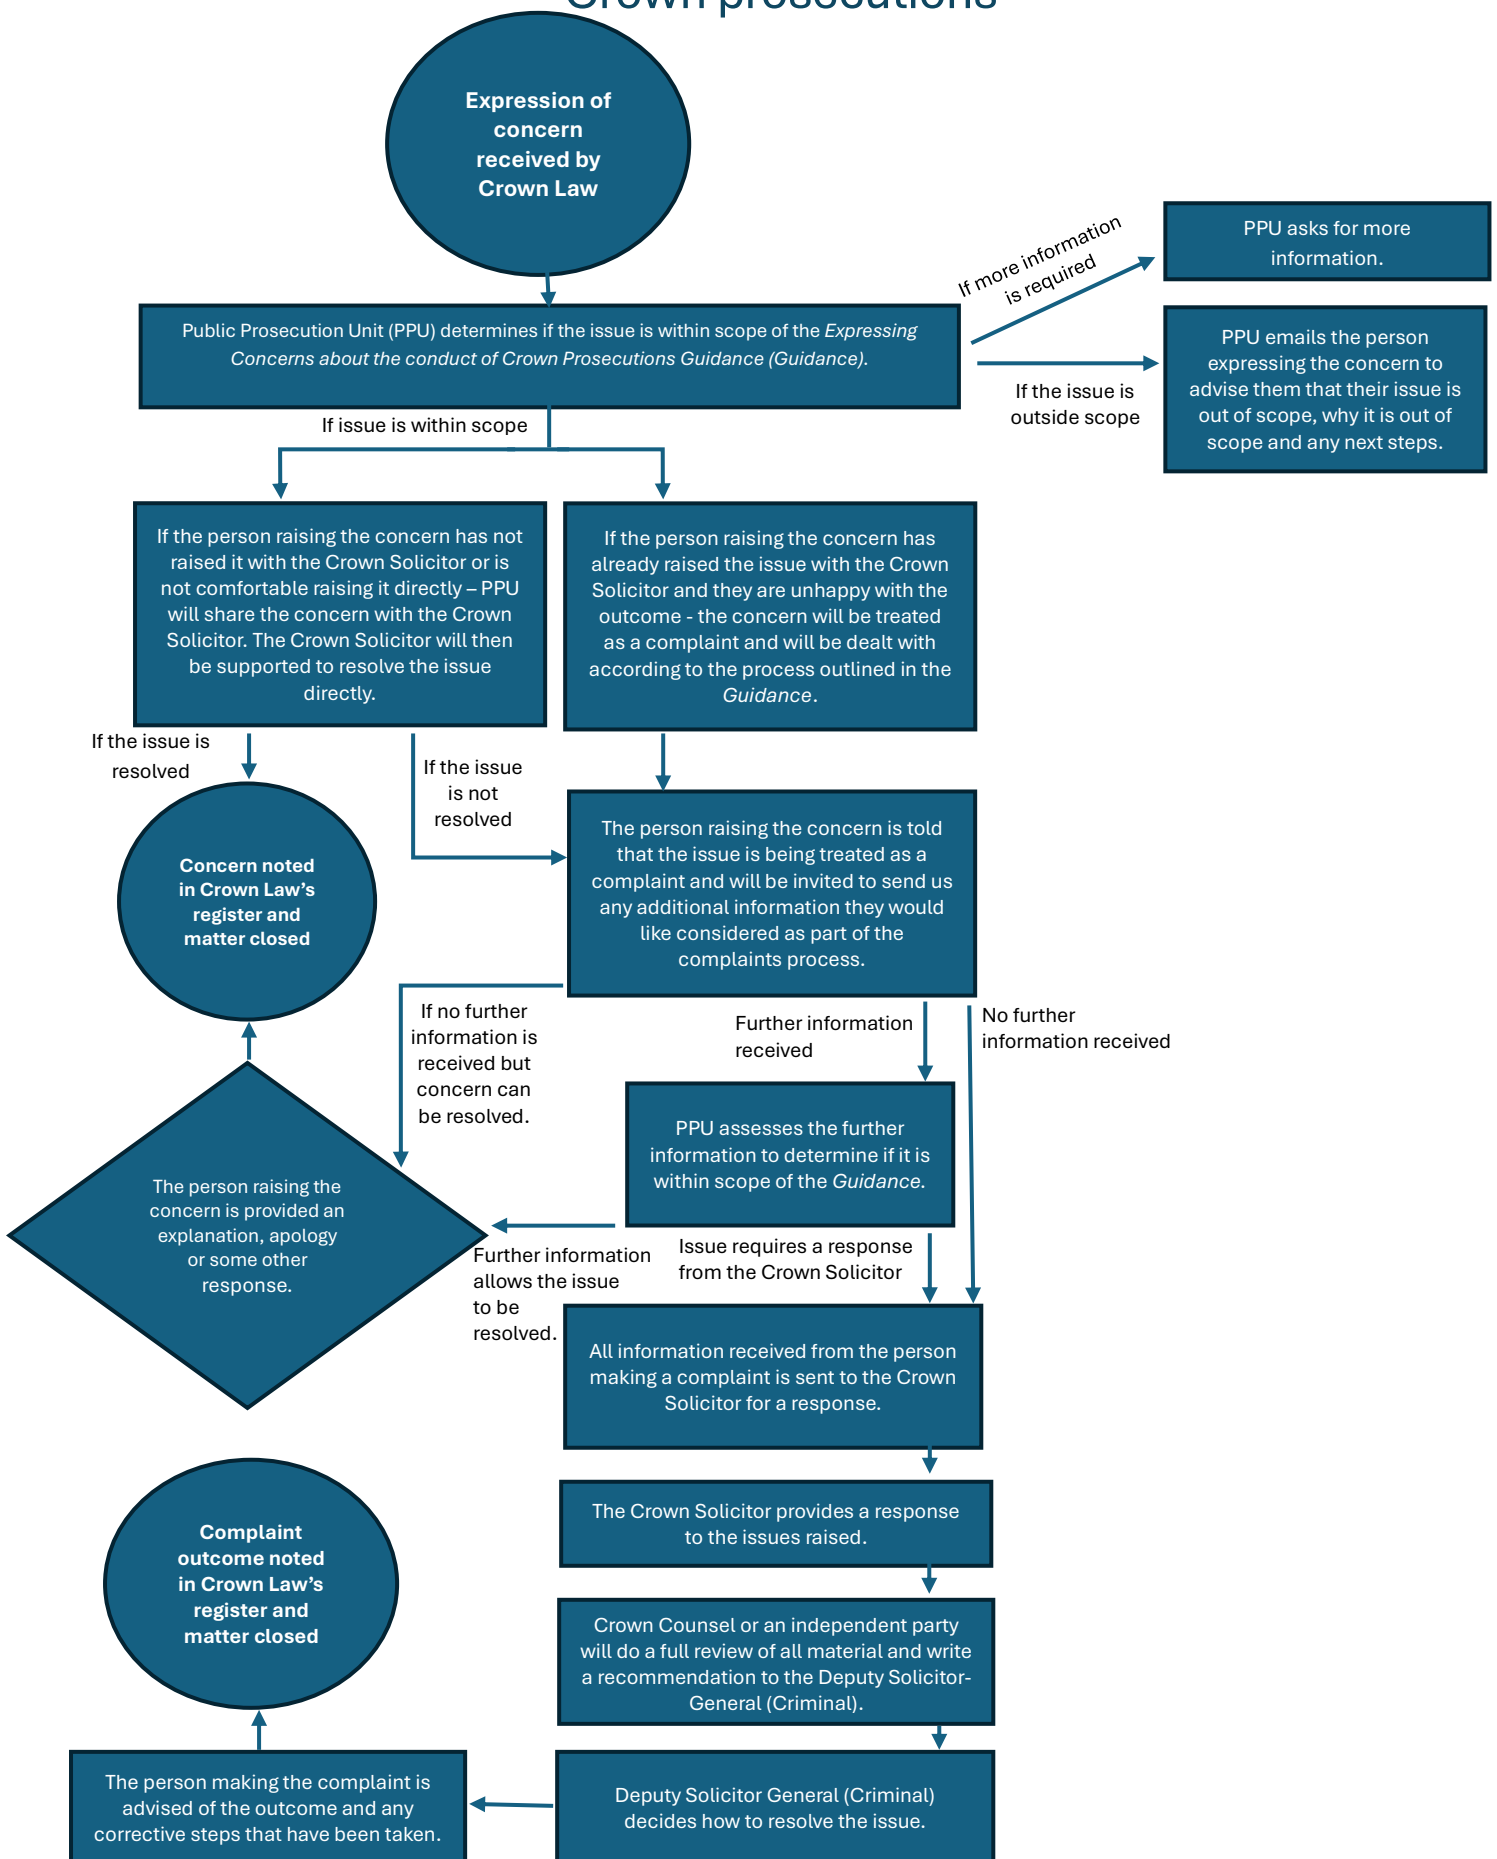 Crown prosecutions
Expression of
concern
received by
Crown Law
If more information
is required
PPU asks for more
information.
Public Prosecution Unit (PPU) determines if the issue is within scope of the Expressing
Concerns about the conduct of Crown Prosecutions Guidance (Guidance).
If the issue is
outside scope
PPU emails the person
expressing the concern to
advise them that their issue is
out of scope, why it is out of
scope and any next steps.
If issue is within scope
If the person raising the concern has not
raised it with the Crown Solicitor or is
not comfortable raising it directly – PPU
will share the concern with the Crown
Solicitor. The Crown Solicitor will then
be supported to resolve the issue
directly.
If the person raising the concern has
already raised the issue with the Crown
Solicitor and they are unhappy with the
outcome - the concern will be treated
as a complaint and will be dealt with
according to the process outlined in the
Guidance.
If the issue is
resolved
If the issue
is not
resolved
Concern noted
in Crown Law’s
register and
matter closed
The person raising the concern is told
that the issue is being treated as a
complaint and will be invited to send us
any additional information they would
like considered as part of the
complaints process.
If no further
information is
received but
concern can
be resolved.
Further information
received
No further
information received
PPU assesses the further
information to determine if it is
within scope of the Guidance.
The person raising the
concern is provided an
explanation, apology
or some other
response.
Further information
allows the issue
to be
resolved.
Issue requires a response
from the Crown Solicitor
All information received from the person
making a complaint is sent to the Crown
Solicitor for a response.
The Crown Solicitor provides a response
to the issues raised.
Complaint
outcome noted
in Crown Law’s
register and
matter closed
Crown Counsel or an independent party
will do a full review of all material and write
a recommendation to the Deputy Solicitor-
General (Criminal).
The person making the complaint is
advised of the outcome and any
corrective steps that have been taken.
Deputy Solicitor General (Criminal)
decides how to resolve the issue.